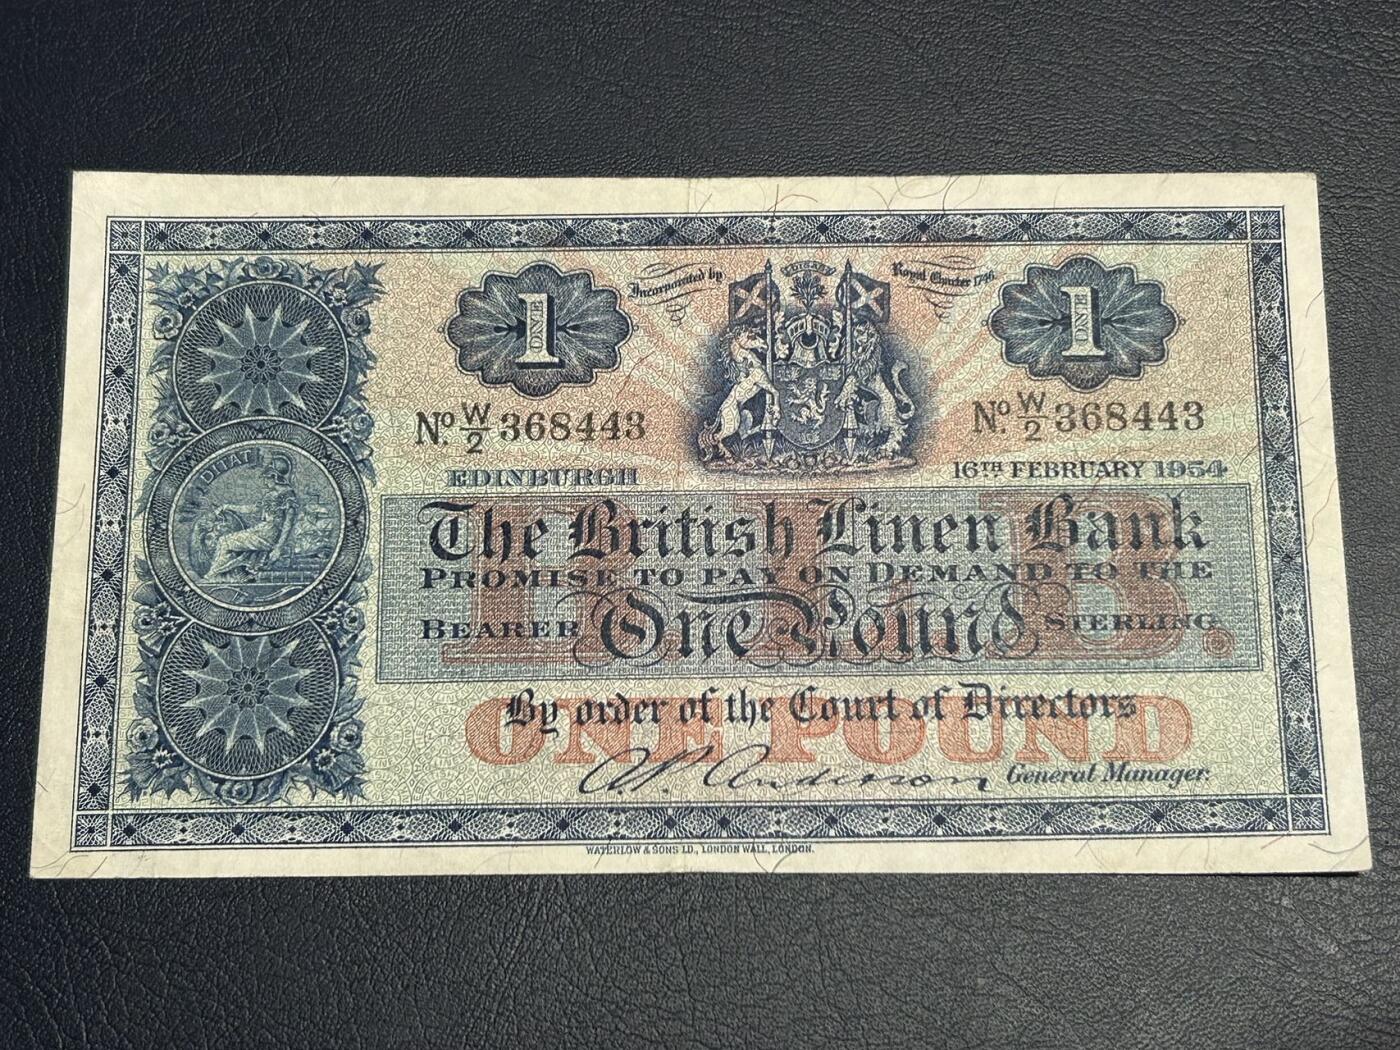 Incorporated by Royal Charter 1746.
1 ONE
1 ONE
No. W/2 368443
No. W/2 368443
EDINBURGH
16TH FEBRUARY 1954
DITAT
B.L.B.
The British Linen Bank
PROMISE TO PAY ON DEMAND TO THE
BEARER One Pound STERLING.
ONE POUND
By order of the Court of Directors
A.P. Anderson General Manager.
WATERLOW & SONS LD., LONDON WALL, LONDON.